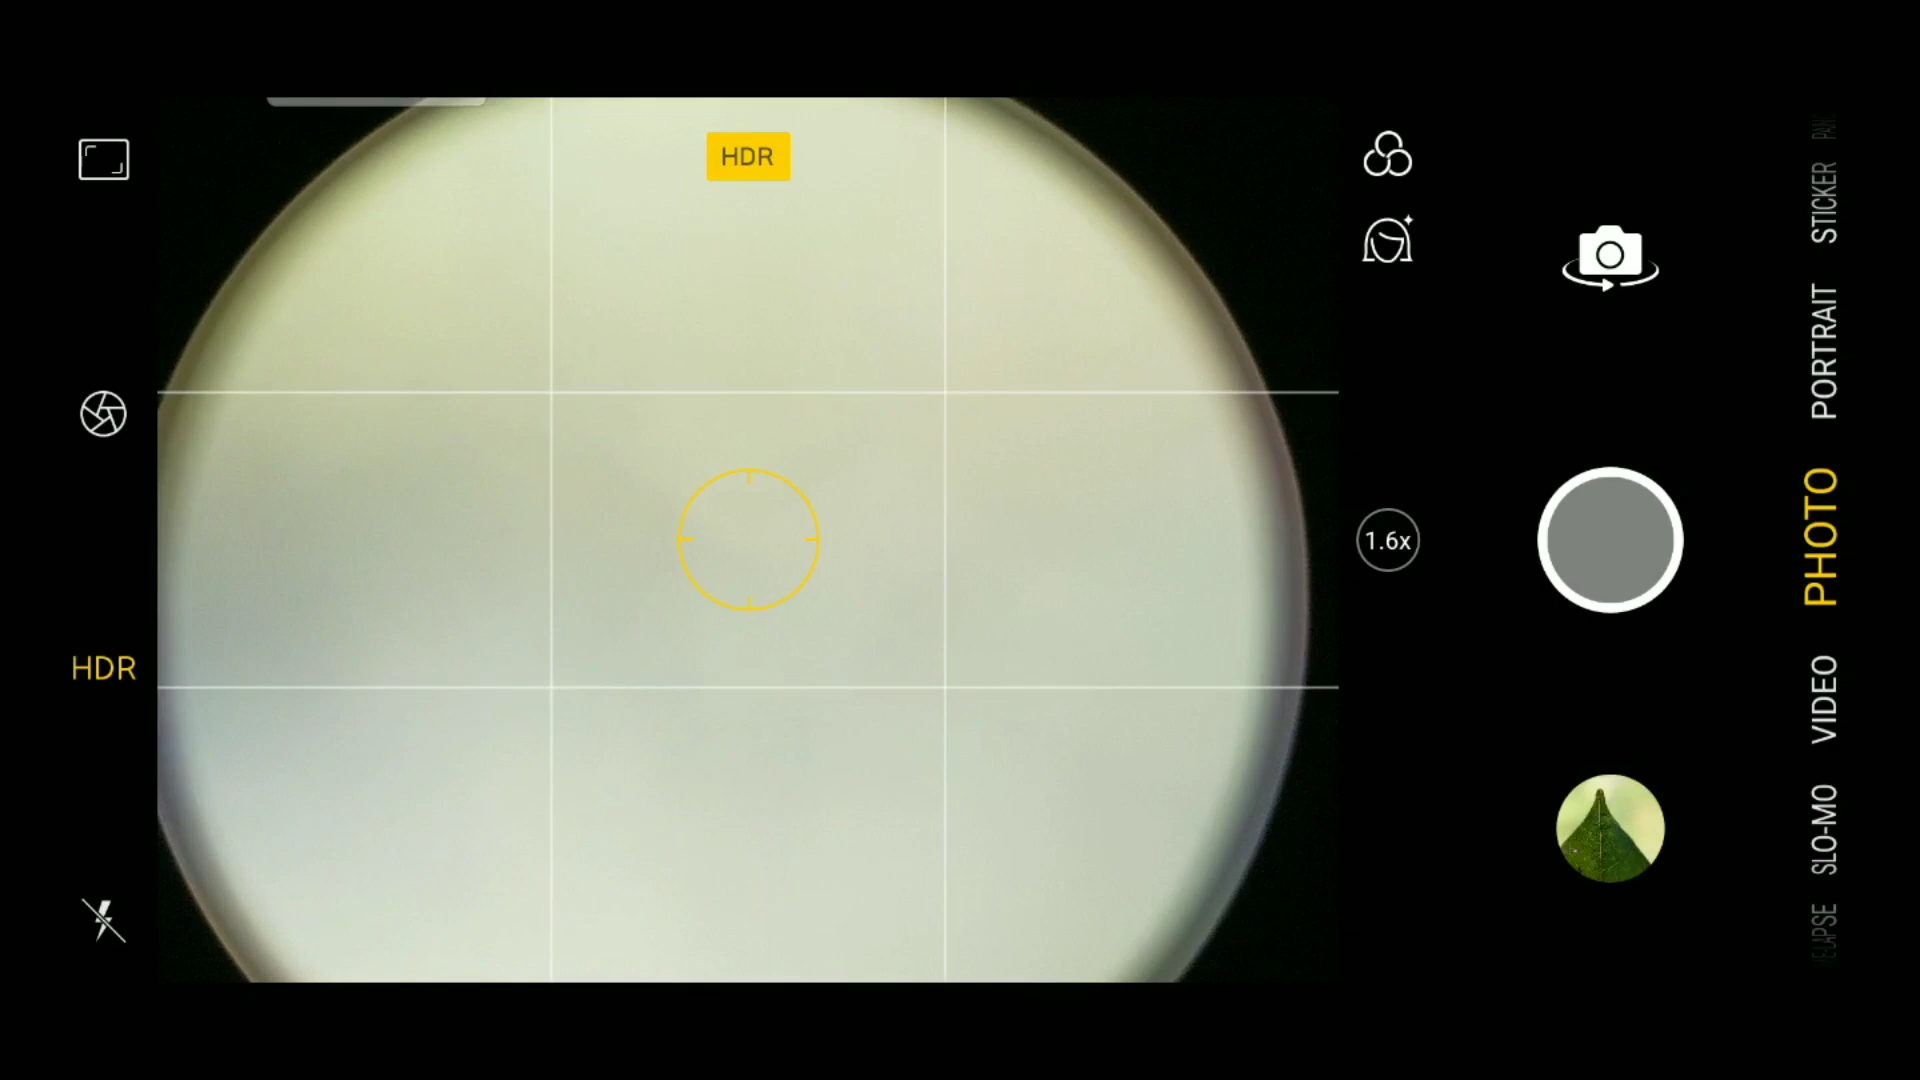 HDR
HDR
1.6x
STICKER
PORTRAIT
PHOTO
VIDEO
SLO-MO